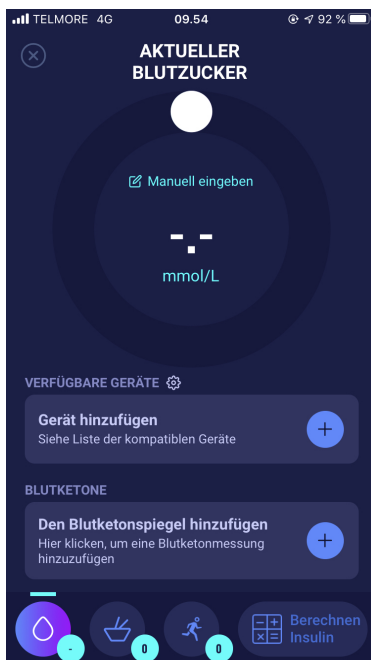 TELMORE 4G 09.54 92 %
AKTUELLER
BLUTZUCKER
Manuell eingeben
-.-
mmol/L
VERFÜGBARE GERÄTE
Gerät hinzufügen
Siehe Liste der kompatiblen Geräte
BLUTKETONE
Den Blutketonspiegel hinzufügen
Hier klicken, um eine Blutketonmessung
hinzuzufügen
- 0 0
Berechnen
Insulin